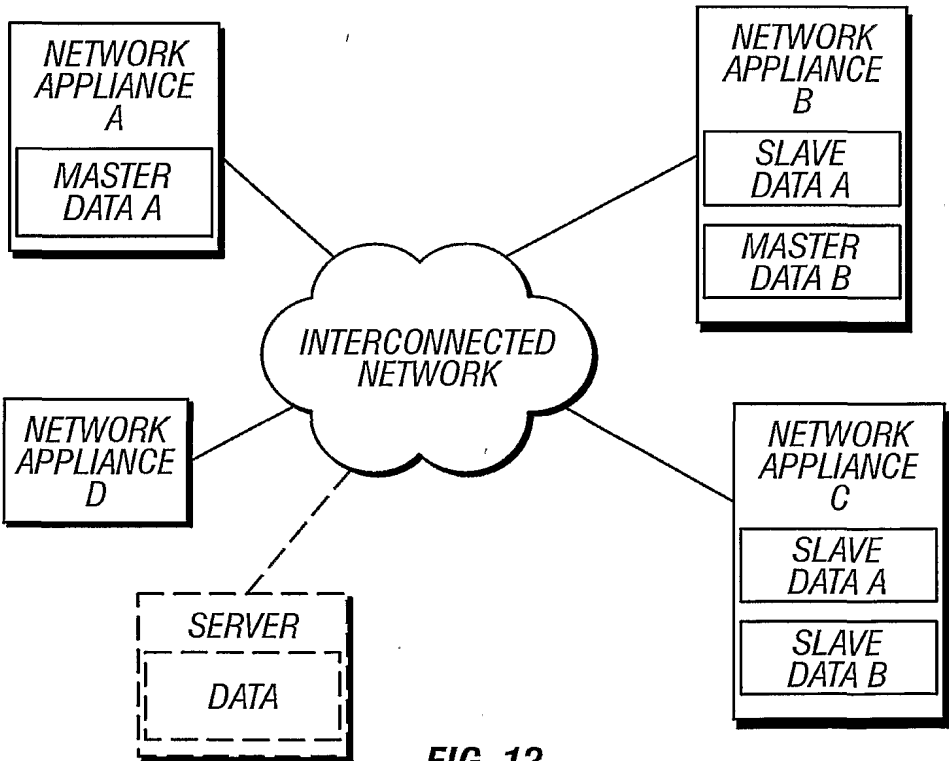 NETWORK
APPLIANCE
A
MASTER
DATA A
NETWORK
APPLIANCE
B
SLAVE
DATA A
MASTER
DATA B
INTERCONNECTED
NETWORK
NETWORK
APPLIANCE
D
NETWORK
APPLIANCE
C
SLAVE
DATA A
SLAVE
DATA B
SERVER
DATA